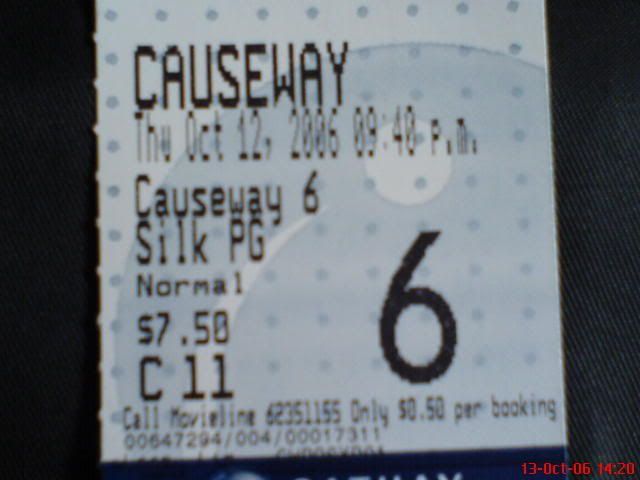 CAUSEWAY
Thu Oct 12, 2006 09:40 p.m.
Causeway 6
Silk PG
Normal
$7.50
C 11
6
Call Movieline 62351155 Only $0.50 per booking
00647294/004/00017311
13-Oct-06 14:20